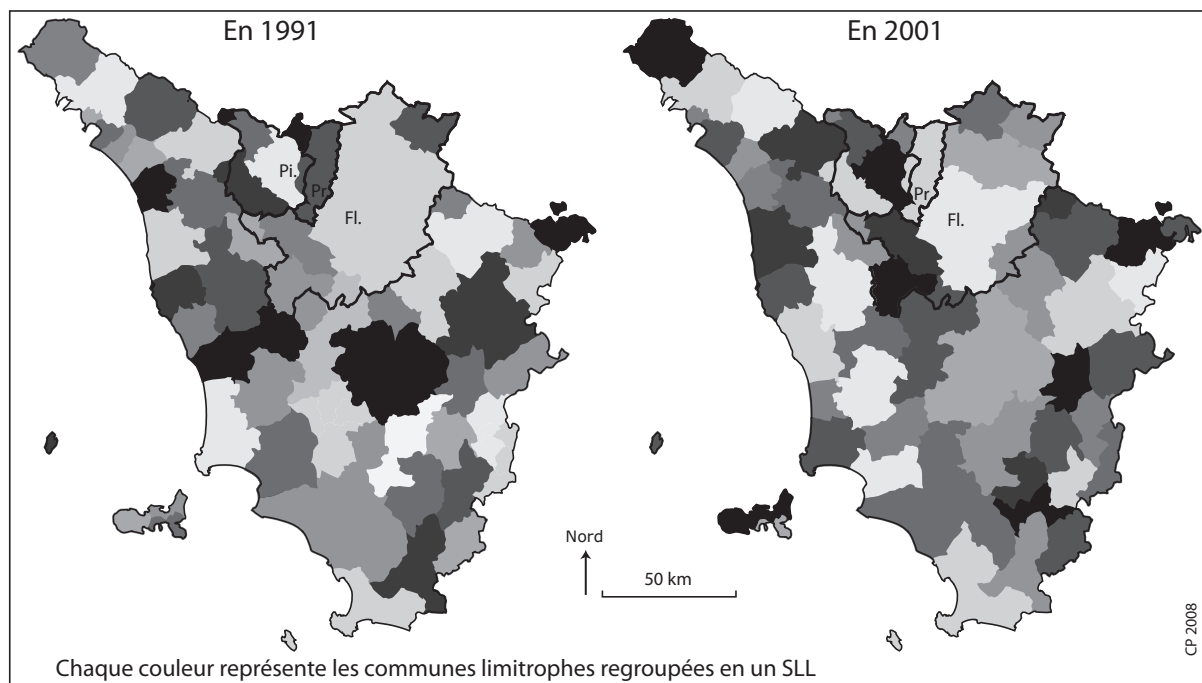 En 1991
En 2001
Pi.
Pr.
Fl.
Pr
Fl.
Nord
50 km
CP 2008
Chaque couleur représente les communes limitrophes regroupées en un SLL